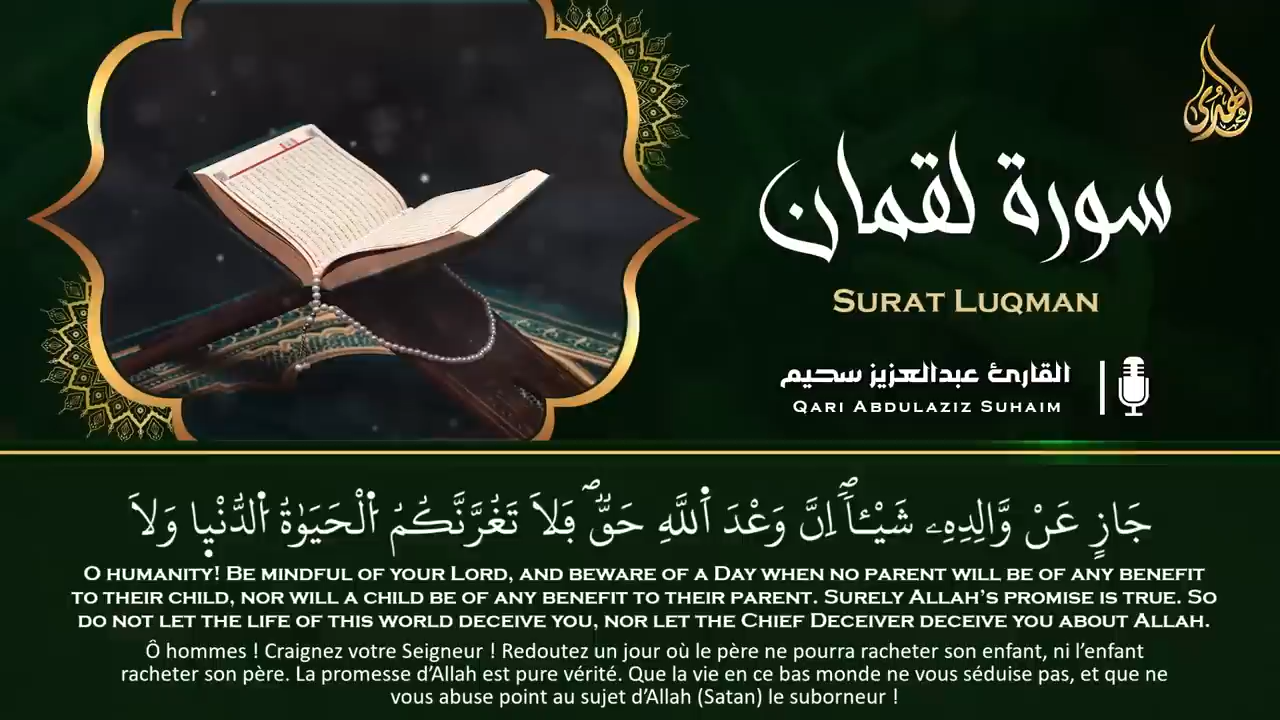 الهدى
سورة لقمان
SURAT LUQMAN
القارئ عبدالعزيز سحيم
QARI ABDULAZIZ SUHAIM
جَازٍ عَنْ وَّالِدِهِۦ شَيْـًٔاۖ اِنَّ وَعْدَ اَ۬للَّهِ حَقّٞۖ فَلَا تَغُرَّنَّكُمُ اُ۬لْحَيَوٰةُ اُ۬لدُّنْي۪ا وَلَا
O HUMANITY! BE MINDFUL OF YOUR LORD, AND BEWARE OF A DAY WHEN NO PARENT WILL BE OF ANY BENEFIT
TO THEIR CHILD, NOR WILL A CHILD BE OF ANY BENEFIT TO THEIR PARENT. SURELY ALLAH’S PROMISE IS TRUE. SO
DO NOT LET THE LIFE OF THIS WORLD DECEIVE YOU, NOR LET THE CHIEF DECEIVER DECEIVE YOU ABOUT ALLAH.
Ô hommes ! Craignez votre Seigneur ! Redoutez un jour où le père ne pourra racheter son enfant, ni l’enfant
racheter son père. La promesse d’Allah est pure vérité. Que la vie en ce bas monde ne vous séduise pas, et que ne
vous abuse point au sujet d’Allah (Satan) le suborneur !